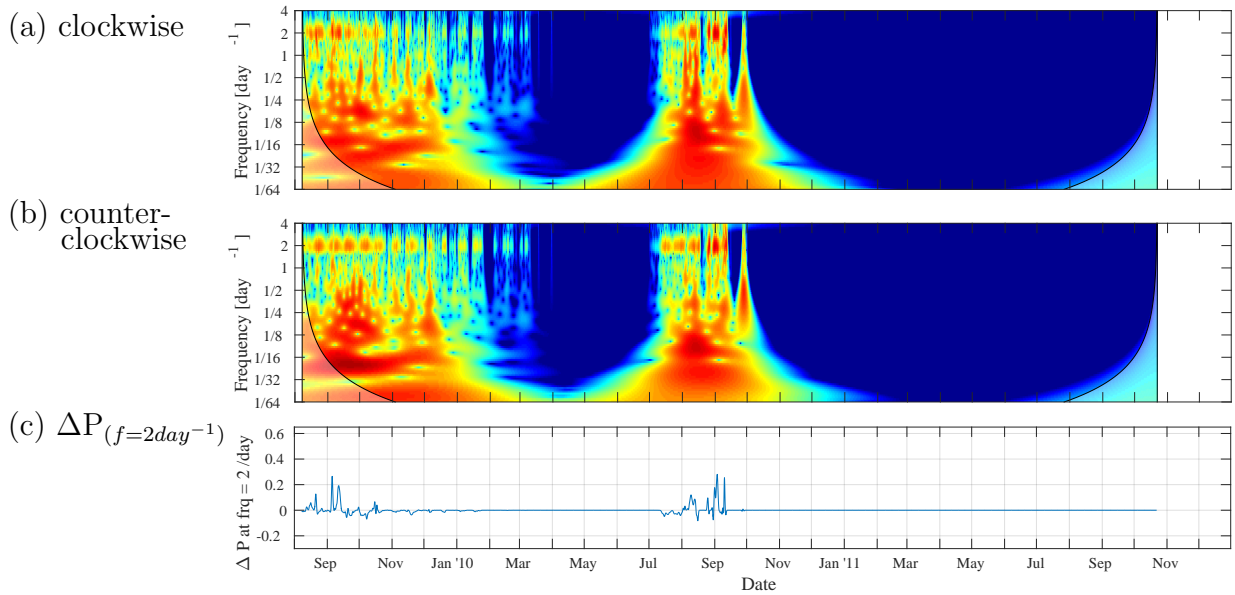 (a) clockwise
Frequency [day⁻¹]
4
2
1
1/2
1/4
1/8
1/16
1/32
1/64
(b) counter-
clockwise
Frequency [day⁻¹]
4
2
1
1/2
1/4
1/8
1/16
1/32
1/64
(c) ΔP(f=2day⁻¹)
Δ P at frq = 2 /day
0.6
0.4
0.2
0
-0.2
Sep Nov Jan '10 Mar May Jul Sep Nov Jan '11 Mar May Jul Sep Nov
Date